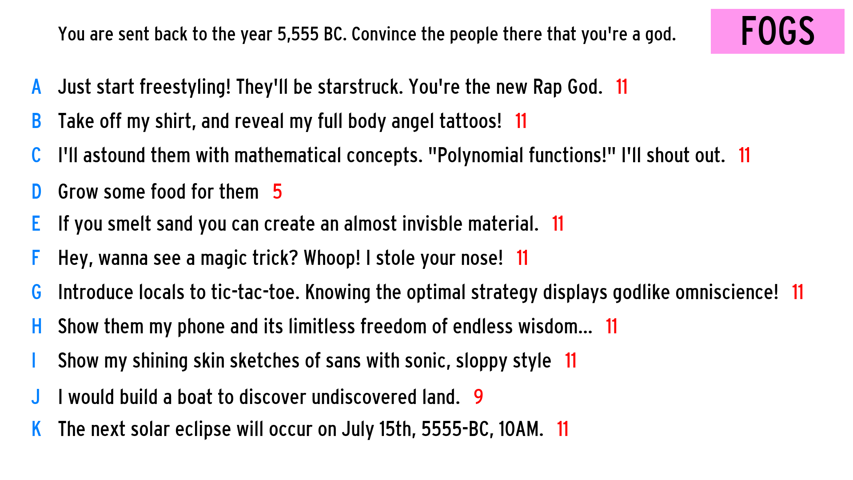 You are sent back to the year 5,555 BC. Convince the people there that you're a god.
FOGS
A Just start freestyling! They'll be starstruck. You're the new Rap God. 11
B Take off my shirt, and reveal my full body angel tattoos! 11
C I'll astound them with mathematical concepts. "Polynomial functions!" I'll shout out. 11
D Grow some food for them 5
E If you smelt sand you can create an almost invisble material. 11
F Hey, wanna see a magic trick? Whoop! I stole your nose! 11
G Introduce locals to tic-tac-toe. Knowing the optimal strategy displays godlike omniscience! 11
H Show them my phone and its limitless freedom of endless wisdom... 11
I Show my shining skin sketches of sans with sonic, sloppy style 11
J I would build a boat to discover undiscovered land. 9
K The next solar eclipse will occur on July 15th, 5555-BC, 10AM. 11